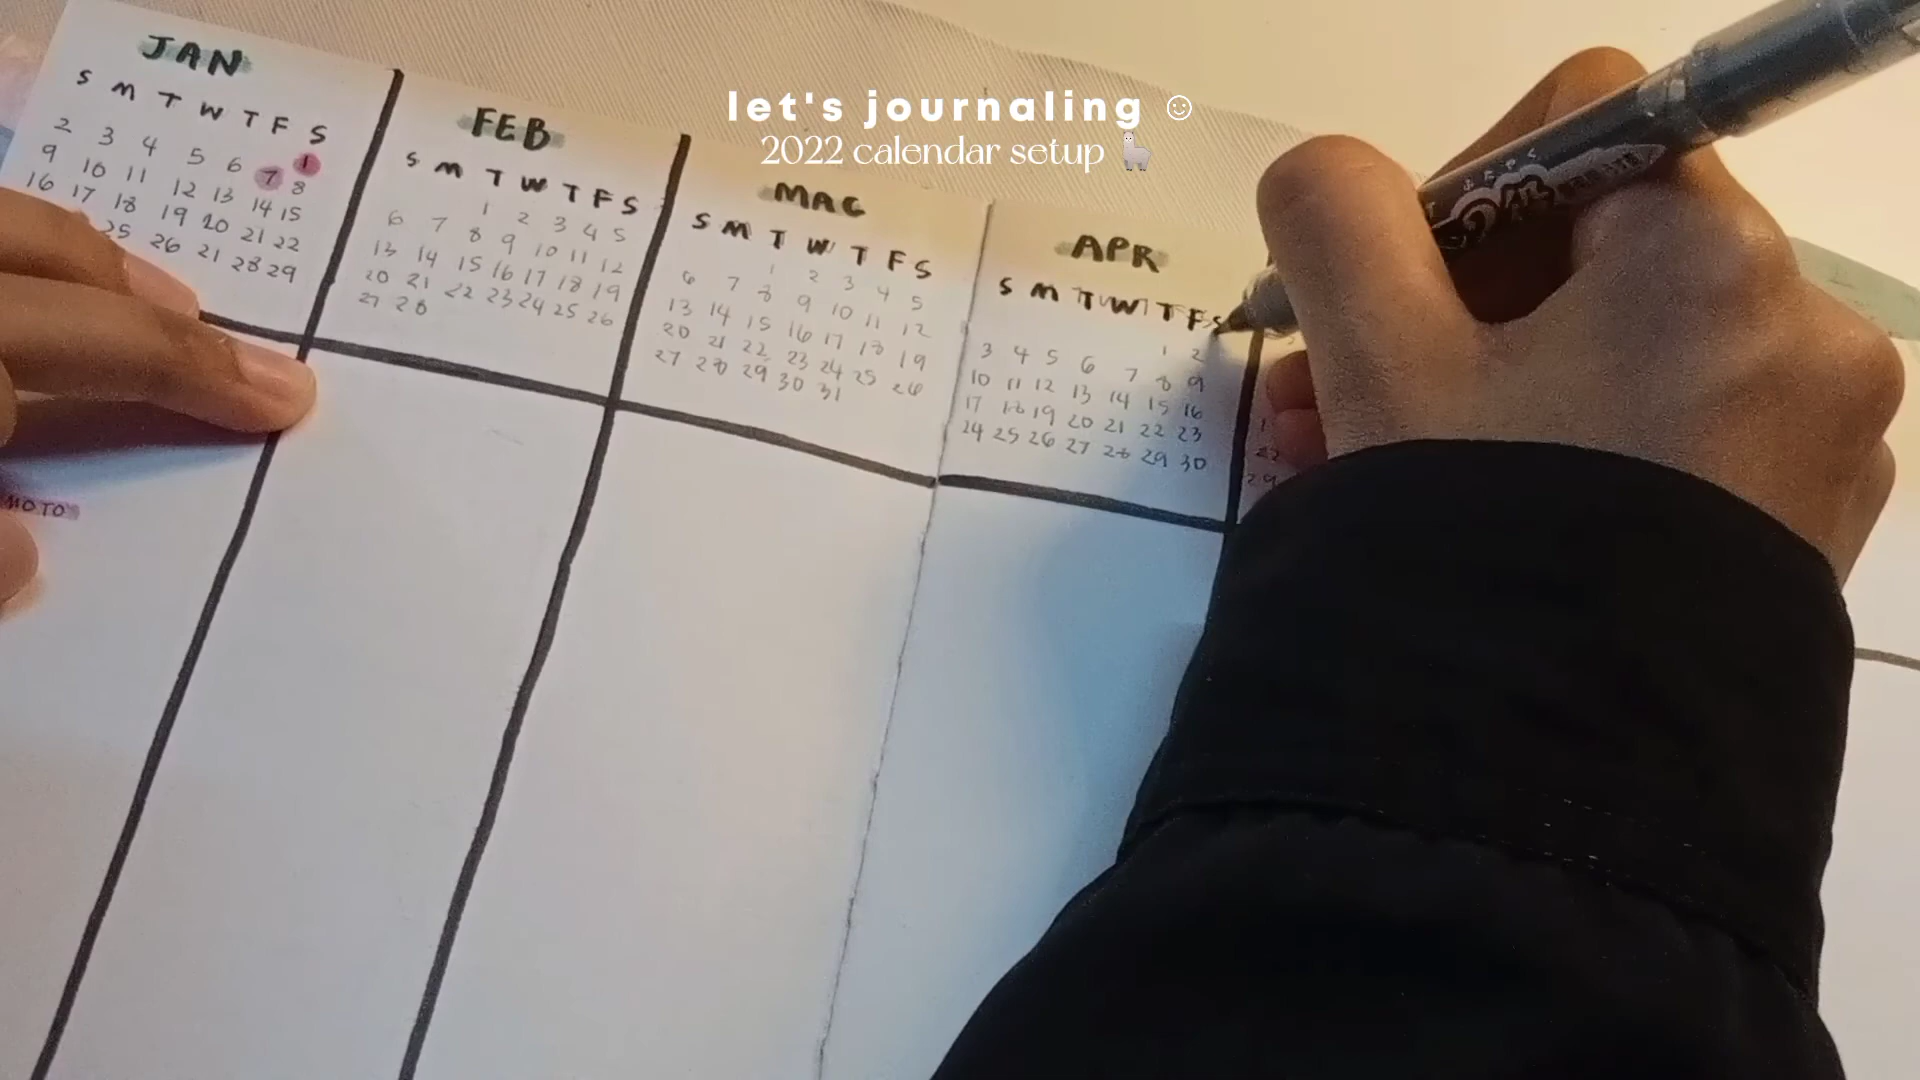 let's journaling ☺
2022 calendar setup 🦙
JAN
S M T W T F S
1
2 3 4 5 6 7 8
9 10 11 12 13 14 15
16 17 18 19 20 21 22
25 26 27 28 29
MOTO
FEB
S M T W T F S
1 2 3 4 5
6 7 8 9 10 11 12
13 14 15 16 17 18 19
20 21 22 23 24 25 26
27 28
MAC
S M T W T F S
1 2 3 4 5
6 7 8 9 10 11 12
13 14 15 16 17 18 19
20 21 22 23 24 25 26
27 28 29 30 31
APR
S M T W T F S
1 2
3 4 5 6 7 8 9
10 11 12 13 14 15 16
17 18 19 20 21 22 23
24 25 26 27 28 29 30
22
29